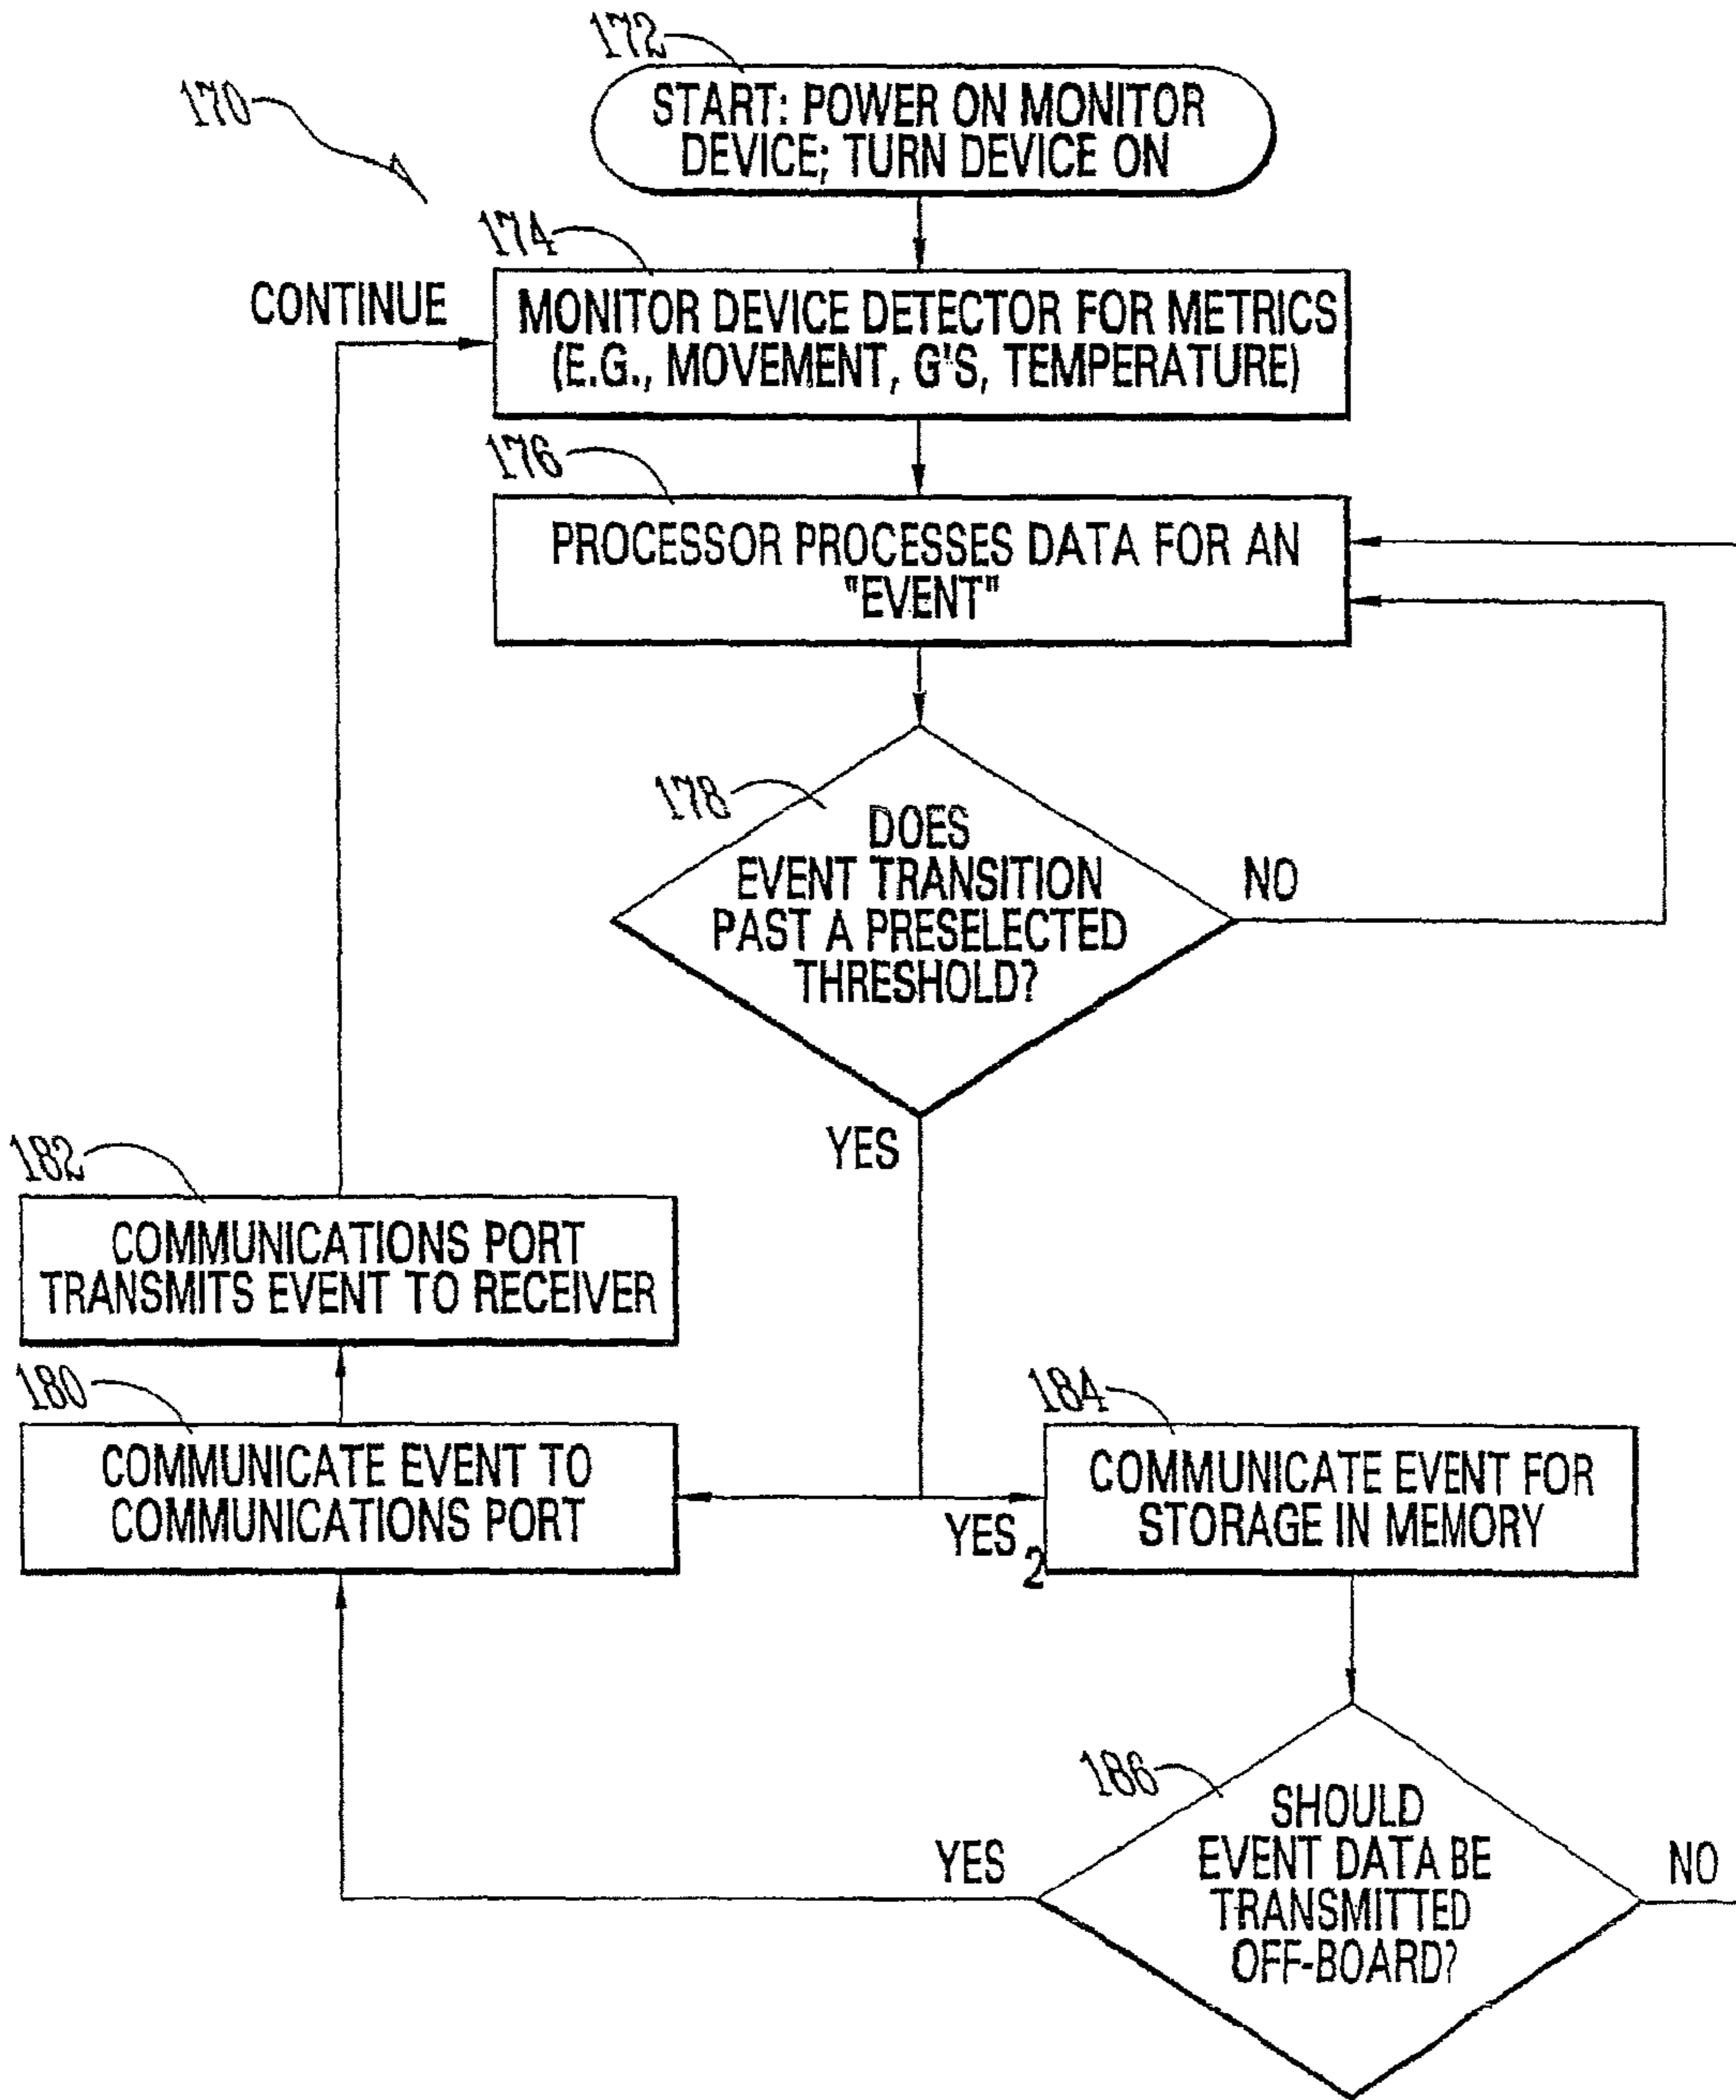 172
START: POWER ON MONITOR
DEVICE; TURN DEVICE ON
170
174
CONTINUE
MONITOR DEVICE DETECTOR FOR METRICS
(E.G., MOVEMENT, G'S, TEMPERATURE)
176
PROCESSOR PROCESSES DATA FOR AN
"EVENT"
178
DOES
EVENT TRANSITION
PAST A PRESELECTED
THRESHOLD?
NO
YES
182
COMMUNICATIONS PORT
TRANSMITS EVENT TO RECEIVER
180
COMMUNICATE EVENT TO
COMMUNICATIONS PORT
YES2
184
COMMUNICATE EVENT FOR
STORAGE IN MEMORY
186
SHOULD
EVENT DATA BE
TRANSMITTED
OFF-BOARD?
YES
NO